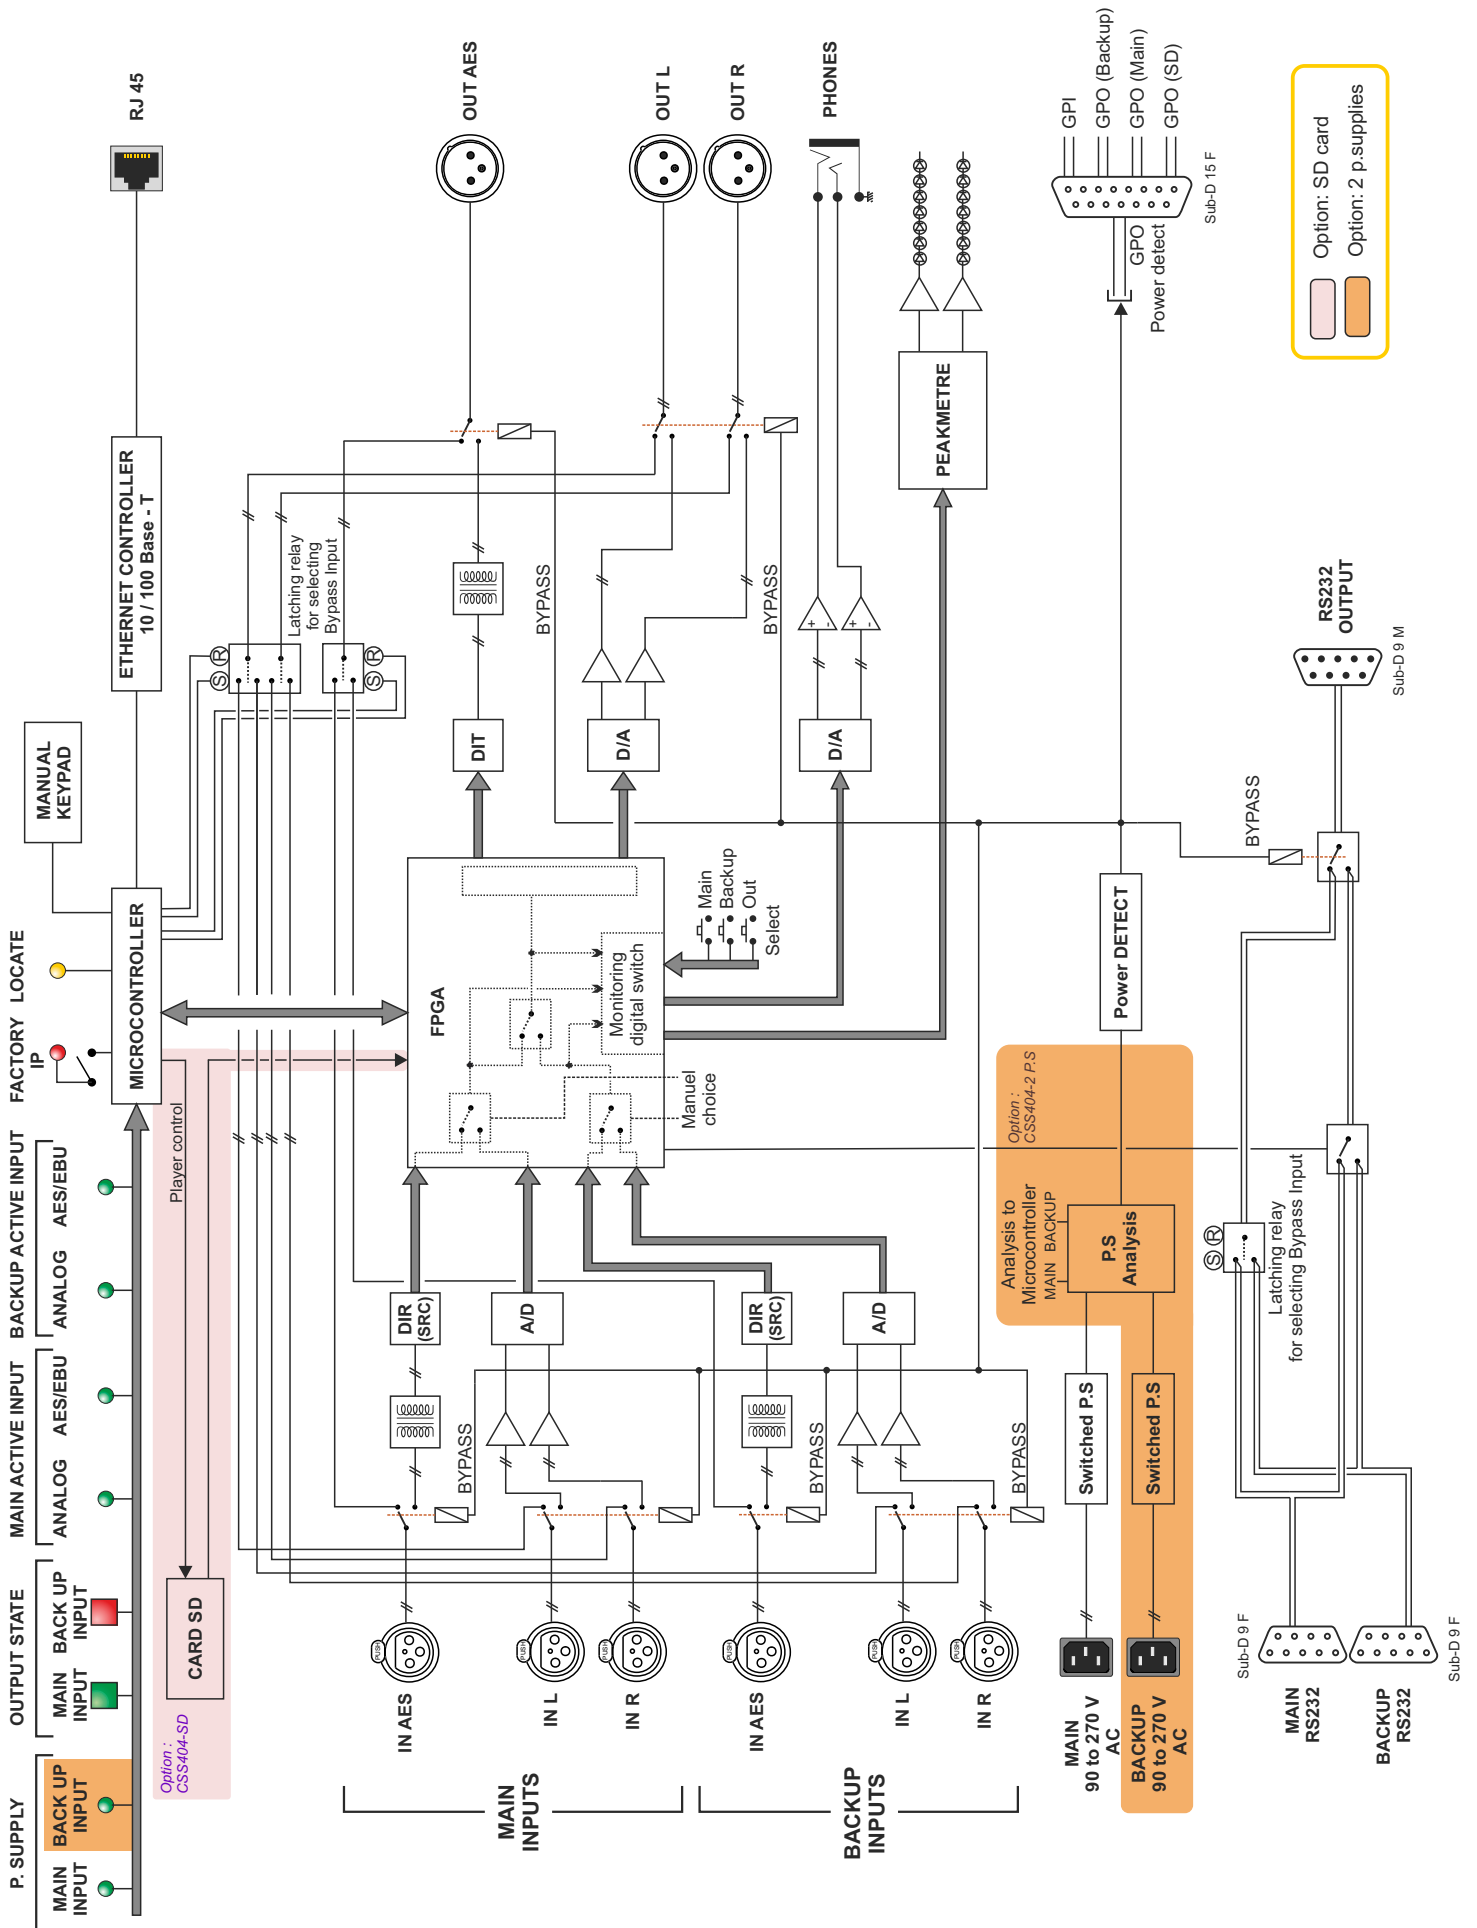 P. SUPPLY
MAIN
INPUT
BACK UP
INPUT
OUTPUT STATE
MAIN
INPUT
BACK UP
INPUT
MAIN ACTIVE INPUT
ANALOG
AES/EBU
BACKUP ACTIVE INPUT
ANALOG
AES/EBU
FACTORY
IP
LOCATE
MANUAL
KEYPAD
MICROCONTROLLER
ETHERNET CONTROLLER
10 / 100 Base - T
RJ 45
Option :
CSS404-SD
CARD SD
Player control
Latching relay
for selecting
Bypass Input
S
R
S
R
MAIN
INPUTS
IN AES
IN L
IN R
PUSH
PUSH
PUSH
BYPASS
DIR
(SRC)
A/D
BACKUP
INPUTS
IN AES
IN L
IN R
PUSH
PUSH
PUSH
BYPASS
BYPASS
DIR
(SRC)
A/D
FPGA
Monitoring
digital switch
Manuel
choice
Main
Backup
Out
Select
DIT
D/A
D/A
BYPASS
BYPASS
+
-
+
-
OUT AES
OUT L
OUT R
PHONES
PEAKMETRE
MAIN
90 to 270 V
AC
BACKUP
90 to 270 V
AC
Switched P.S
Switched P.S
P.S
Analysis
Analysis to
Microcontroller
MAIN
BACKUP
Option :
CSS404-2 P.S
Power DETECT
GPO
Power detect
GPI
GPO (Backup)
GPO (Main)
GPO (SD)
Sub-D 15 F
Sub-D 9 F
MAIN
RS232
BACKUP
RS232
Sub-D 9 F
S
R
Latching relay
for selecting Bypass Input
BYPASS
RS232
OUTPUT
Sub-D 9 M
Option: SD card
Option: 2 p.supplies